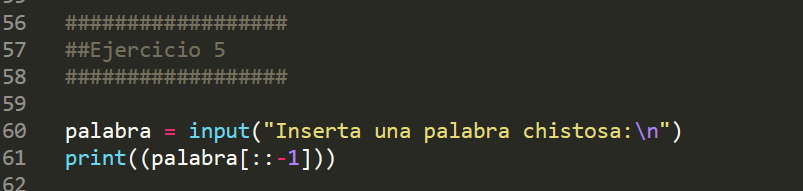 56 ##################
57 ##Ejercicio 5
58 ##################
59
60 palabra = input("Inserta una palabra chistosa:\n")
61 print((palabra[::-1]))
62